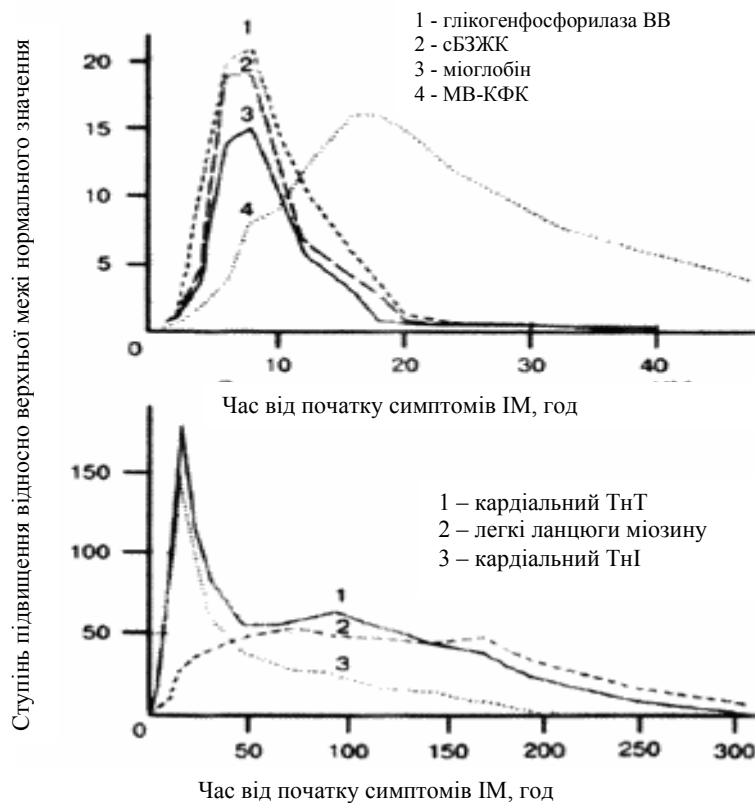 Ступінь підвищення відносно верхньої межі нормального значення
1 - глікогенфосфорилаза ВВ
2 - сБЗЖК
3 - міоглобін
4 - МВ-КФК
20
15
10
5
0
1
2
3
4
10
20
30
40
Час від початку симптомів ІМ, год
150
100
50
0
1 – кардіальний ТнТ
2 – легкі ланцюги міозину
3 – кардіальний ТнІ
1
2
3
50
100
150
200
250
300
Час від початку симптомів ІМ, год